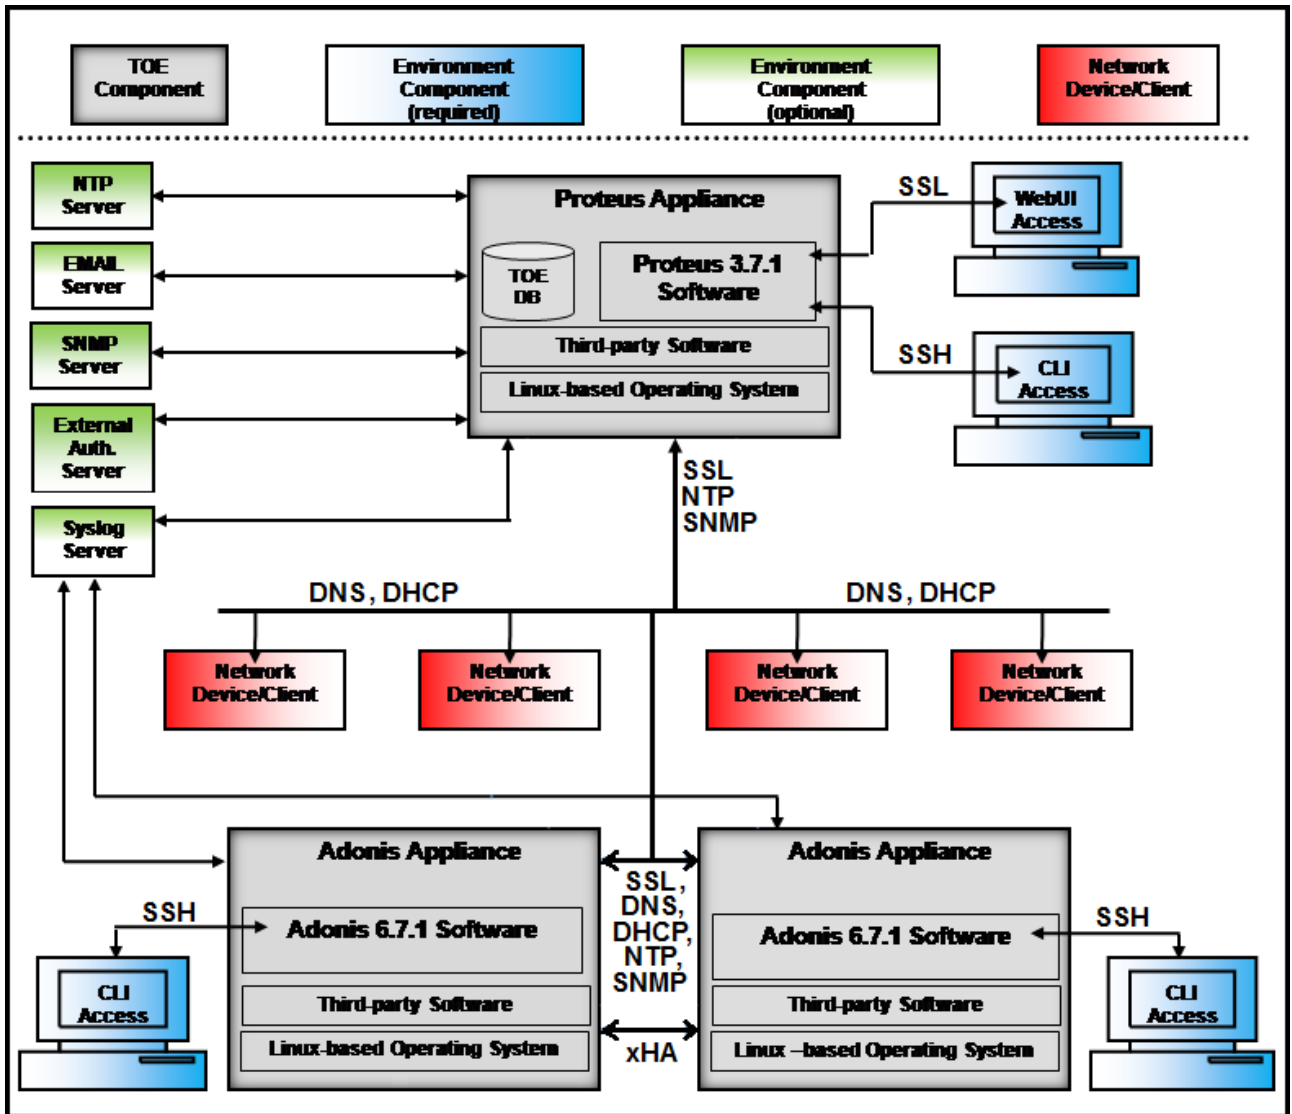 TOE
Component
Environment
Component
(required)
Environment
Component
(optional)
Network
Device/Client
NTP
Server
EMAIL
Server
SNMP
Server
External
Auth.
Server
Syslog
Server
Proteus Appliance
TOE
DB
Proteus 3.7.1
Software
Third-party Software
Linux-based Operating System
SSL
WebUI
Access
SSH
CLI
Access
SSL
NTP
SNMP
DNS, DHCP
DNS, DHCP
Network
Device/Client
Network
Device/Client
Network
Device/Client
Network
Device/Client
Adonis Appliance
Adonis 6.7.1 Software
Third-party Software
Linux-based Operating System
SSH
CLI
Access
SSL,
DNS,
DHCP,
NTP,
SNMP
xHA
Adonis Appliance
Adonis 6.7.1 Software
Third-party Software
Linux –based Operating System
SSH
CLI
Access